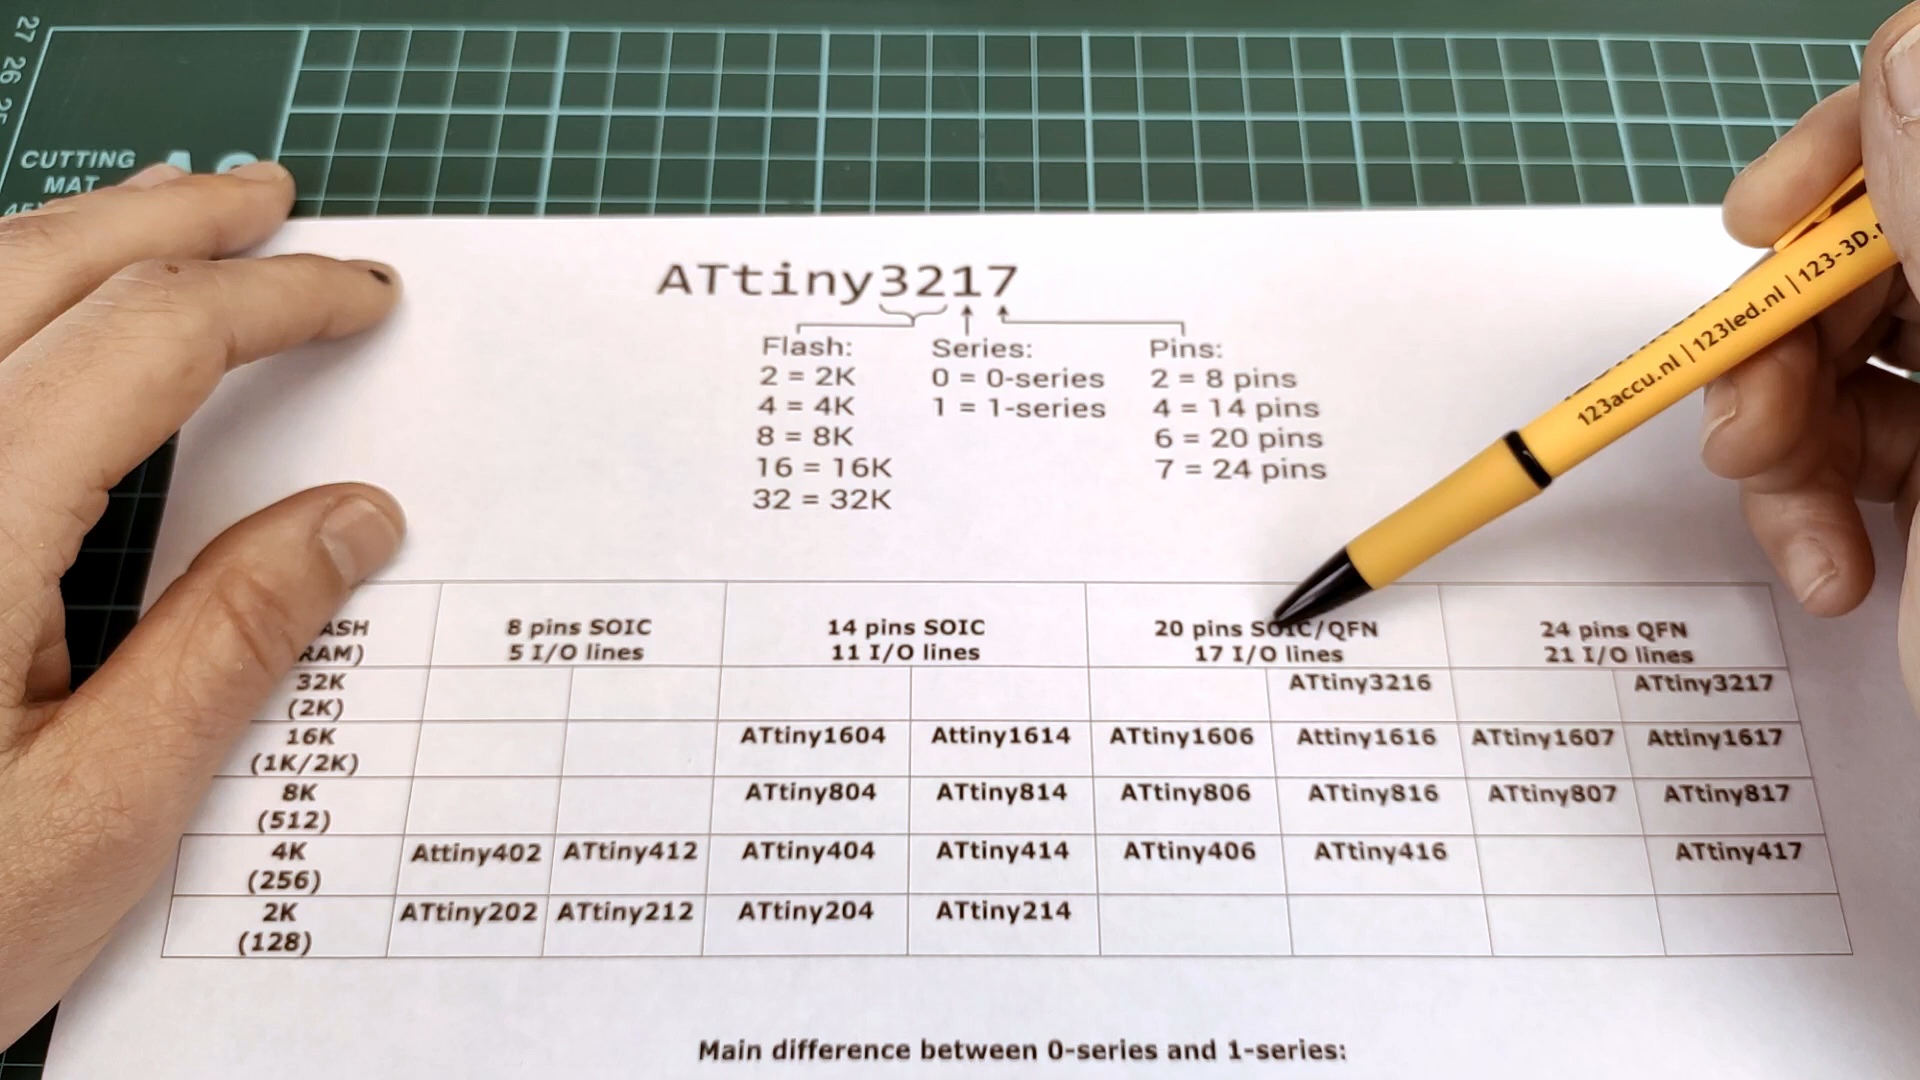 27
26
CUTTING
MAT
ATtiny3217
Flash: Series: Pins:
2 = 2K 0 = 0-series 2 = 8 pins
4 = 4K 1 = 1-series 4 = 14 pins
8 = 8K 6 = 20 pins
16 = 16K 7 = 24 pins
32 = 32K
123accu.nl | 123led.nl | 123-3D.
ASH 8 pins SOIC 14 pins SOIC 20 pins SOIC/QFN 24 pins QFN
RAM) 5 I/O lines 11 I/O lines 17 I/O lines 21 I/O lines
32K ATtiny3216 ATtiny3217
(2K)
16K ATtiny1604 Attiny1614 ATtiny1606 Attiny1616 ATtiny1607 Attiny1617
(1K/2K)
8K ATtiny804 ATtiny814 ATtiny806 ATtiny816 ATtiny807 ATtiny817
(512)
4K Attiny402 ATtiny412 ATtiny404 ATtiny414 ATtiny406 ATtiny416 ATtiny417
(256)
2K ATtiny202 ATtiny212 ATtiny204 ATtiny214
(128)
Main difference between 0-series and 1-series: